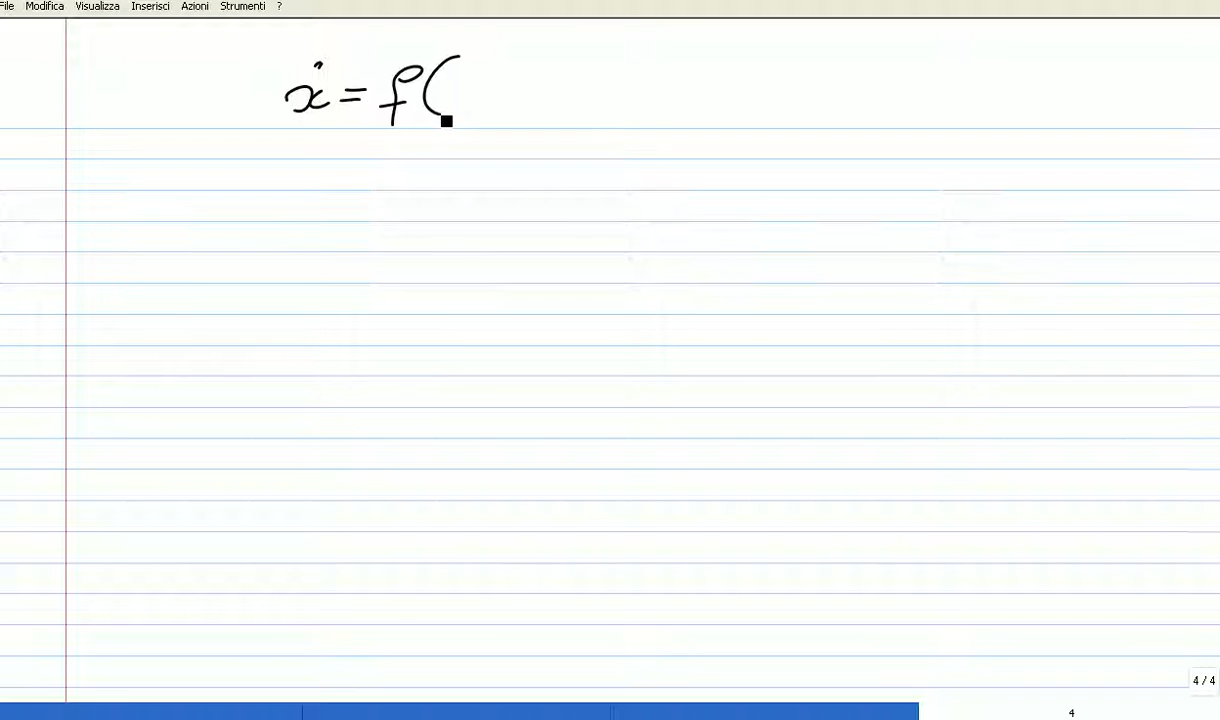 File Modifica Visualizza Inserisci Azioni Strumenti ?
ẋ = f(
4 / 4
4